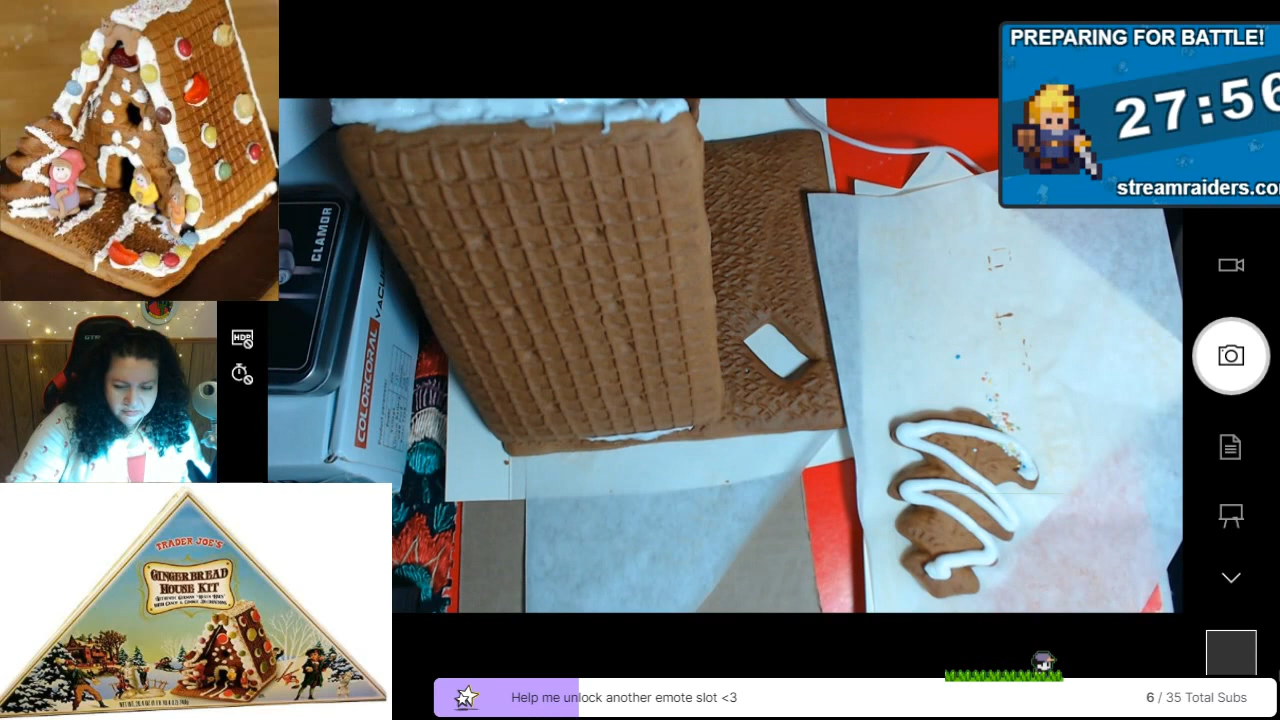 PREPARING FOR BATTLE!
27:56
streamraiders.co
CLAMOR
COLORCORAL
HDR
TRADER JOE'S
GINGERBREAD
HOUSE KIT
Help me unlock another emote slot <3
6 / 35 Total Subs